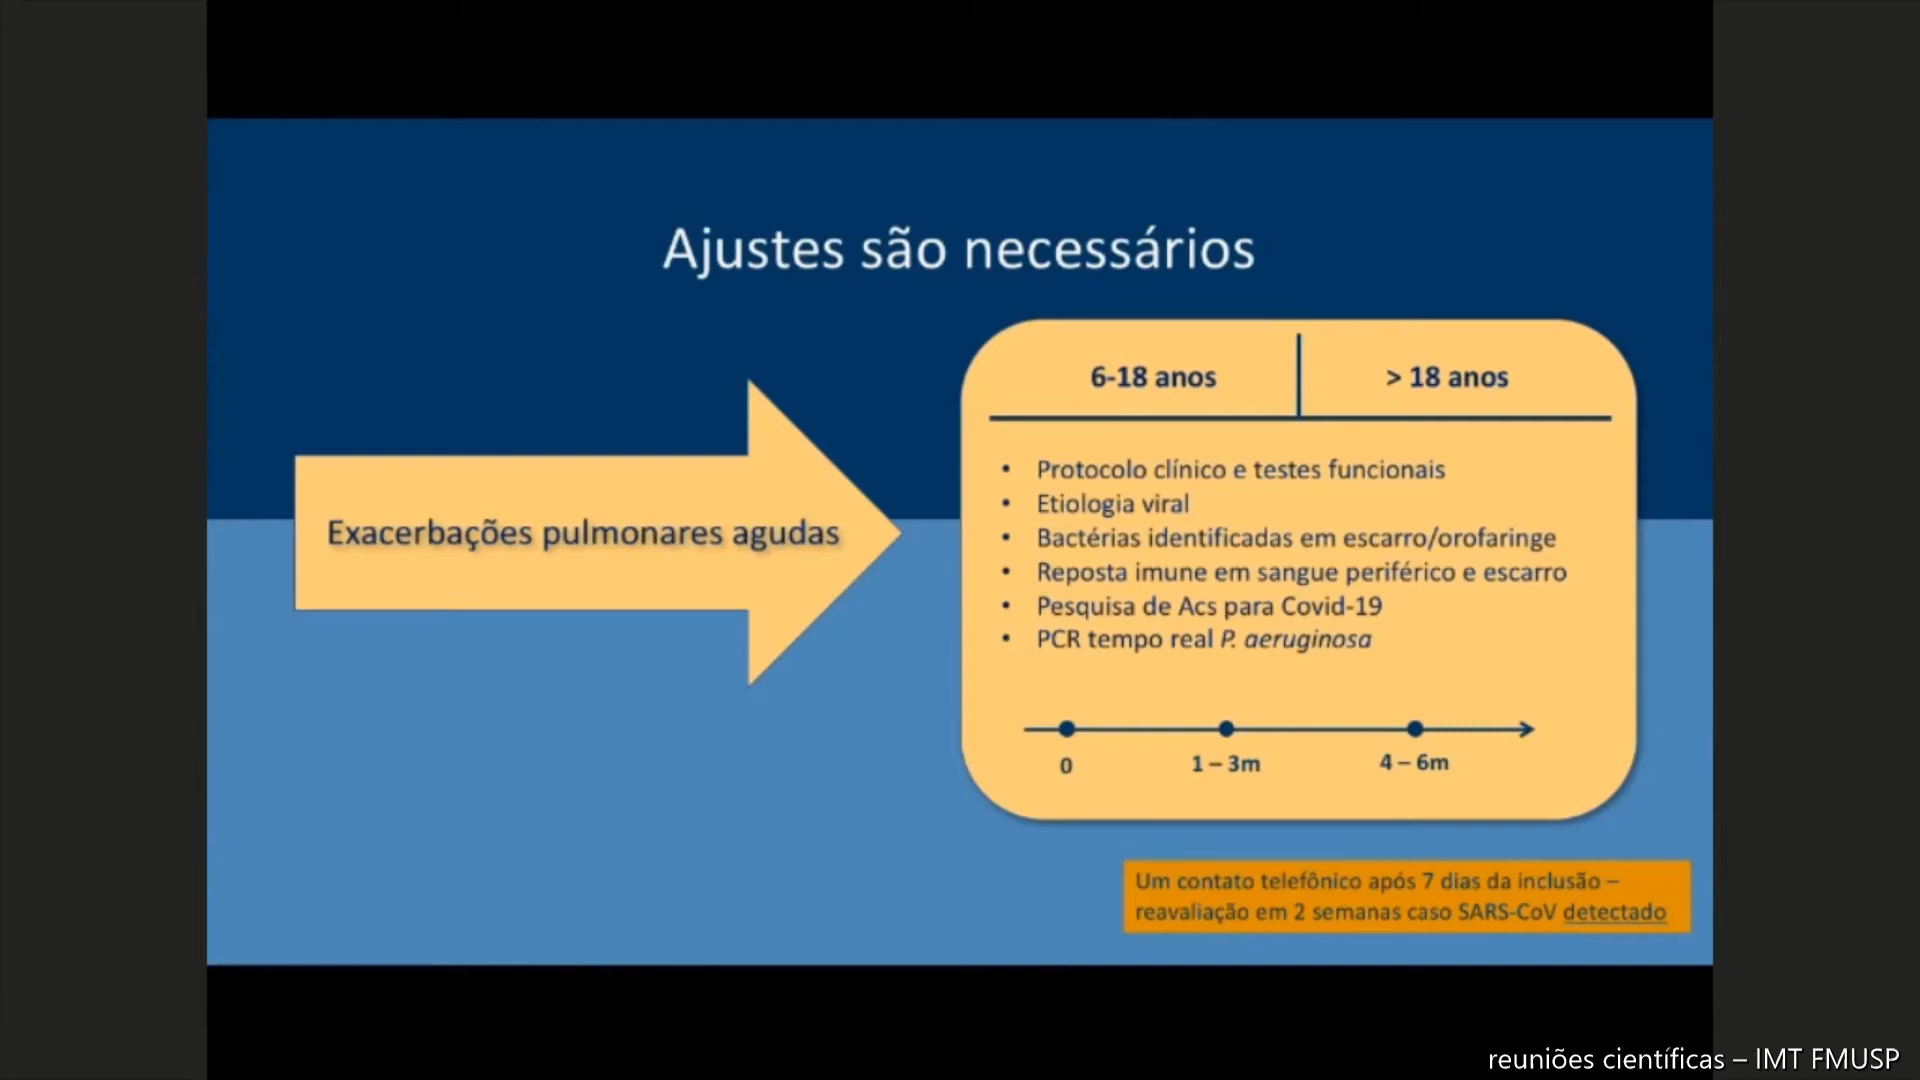 Ajustes são necessários
Exacerbações pulmonares agudas
6-18 anos
> 18 anos
• Protocolo clínico e testes funcionais
• Etiologia viral
• Bactérias identificadas em escarro/orofaringe
• Reposta imune em sangue periférico e escarro
• Pesquisa de Acs para Covid-19
• PCR tempo real P. aeruginosa
0
1 – 3m
4 – 6m
Um contato telefônico após 7 dias da inclusão –
reavaliação em 2 semanas caso SARS-CoV detectado
reuniões científicas – IMT FMUSP